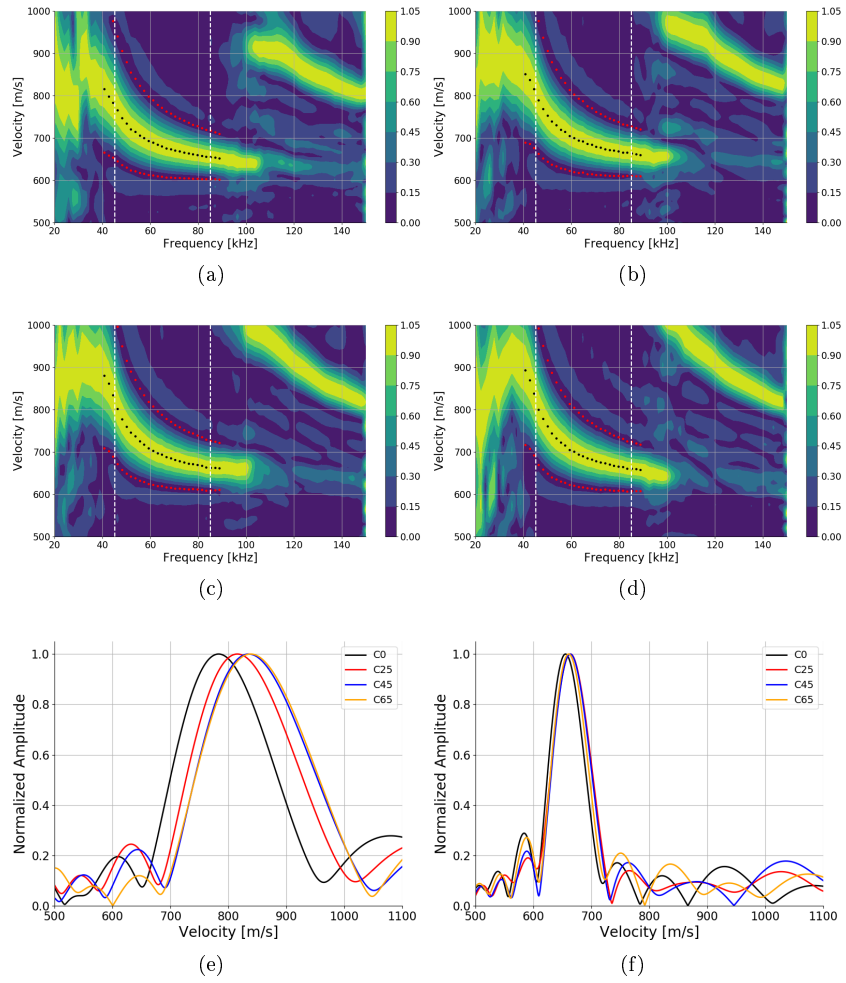 1000
900
800
700
600
500
Velocity [m/s]
20 40 60 80 100 120 140
Frequency [kHz]
1.05
0.90
0.75
0.60
0.45
0.30
0.15
0.00
(a)
1000
900
800
700
600
500
Velocity [m/s]
20 40 60 80 100 120 140
Frequency [kHz]
1.05
0.90
0.75
0.60
0.45
0.30
0.15
0.00
(b)
1000
900
800
700
600
500
Velocity [m/s]
20 40 60 80 100 120 140
Frequency [kHz]
1.05
0.90
0.75
0.60
0.45
0.30
0.15
0.00
(c)
1000
900
800
700
600
500
Velocity [m/s]
20 40 60 80 100 120 140
Frequency [kHz]
1.05
0.90
0.75
0.60
0.45
0.30
0.15
0.00
(d)
1.0
0.8
0.6
0.4
0.2
0.0
Normalized Amplitude
C0
C25
C45
C65
500 600 700 800 900 1000 1100
Velocity [m/s]
(e)
1.0
0.8
0.6
0.4
0.2
0.0
Normalized Amplitude
C0
C25
C45
C65
500 600 700 800 900 1000 1100
Velocity [m/s]
(f)